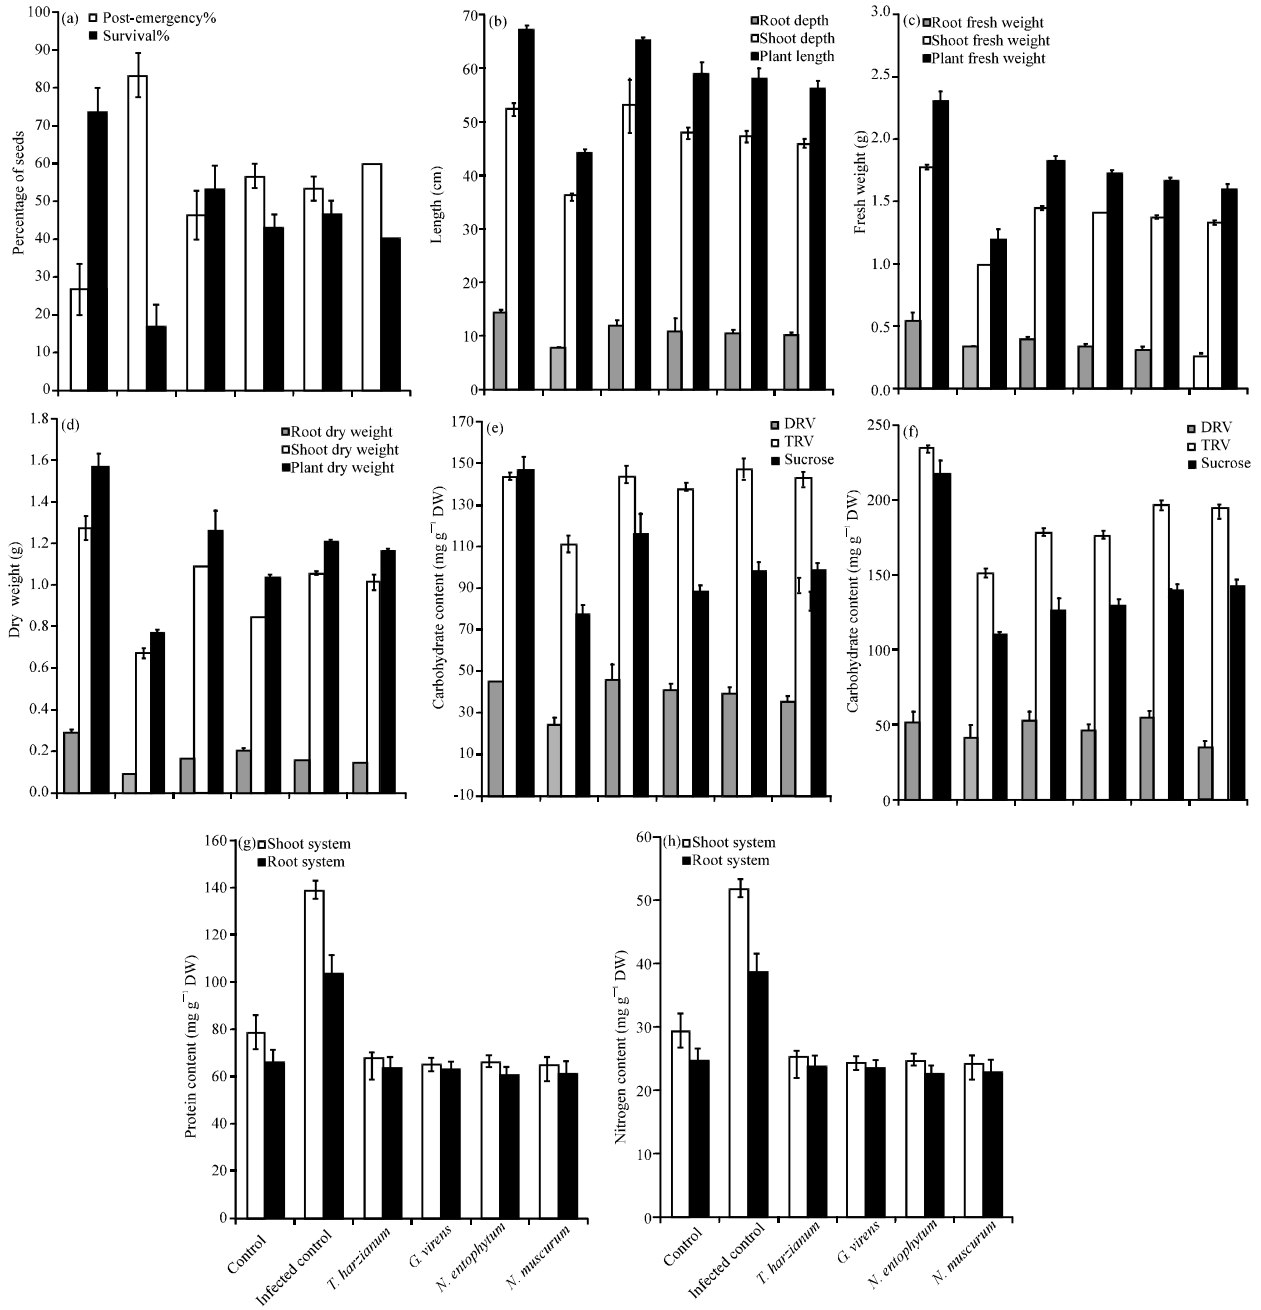 (a)
Post-emergency%
Survival%
Percentage of seeds
100
90
80
70
60
50
40
30
20
10
0
(b)
Root depth
Shoot depth
Plant length
Length (cm)
70
60
50
40
30
20
10
0
(c)
Root fresh weight
Shoot fresh weight
Plant fresh weight
Fresh weight (g)
3.0
2.5
2.0
1.5
1.0
0.5
0.0
(d)
Root dry weight
Shoot dry weight
Plant dry weight
Dry weight (g)
1.8
1.6
1.4
1.2
1.0
0.8
0.6
0.4
0.2
0.0
(e)
DRV
TRV
Sucrose
Carbohydrate content (mg g⁻¹ DW)
170
150
130
110
90
70
50
30
10
-10
(f)
DRV
TRV
Sucrose
Carbohydrate content (mg g⁻¹ DW)
250
200
150
100
50
0
(g)
Shoot system
Root system
Protein content (mg g⁻¹ DW)
160
140
120
100
80
60
40
20
0
Control
Infected control
T. harzianum
G. virens
N. entophytum
N. muscurum
(h)
Shoot system
Root system
Nitrogen content (mg g⁻¹ DW)
60
50
40
30
20
10
0
Control
Infected control
T. harzianum
G. virens
N. entophytum
N. muscurum